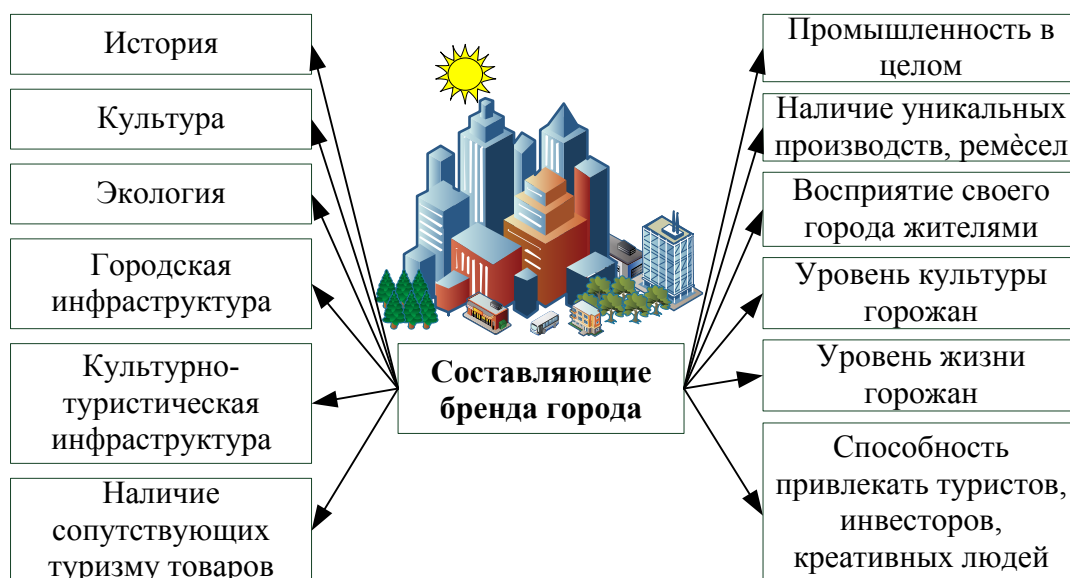 История
Культура
Экология
Городская
инфраструктура
Культурно-
туристическая
инфраструктура
Наличие
сопутствующих
туризму товаров
Составляющие
бренда города
Промышленность в
целом
Наличие уникальных
производств, ремѐсел
Восприятие своего
города жителями
Уровень культуры
горожан
Уровень жизни
горожан
Способность
привлекать туристов,
инвесторов,
креативных людей